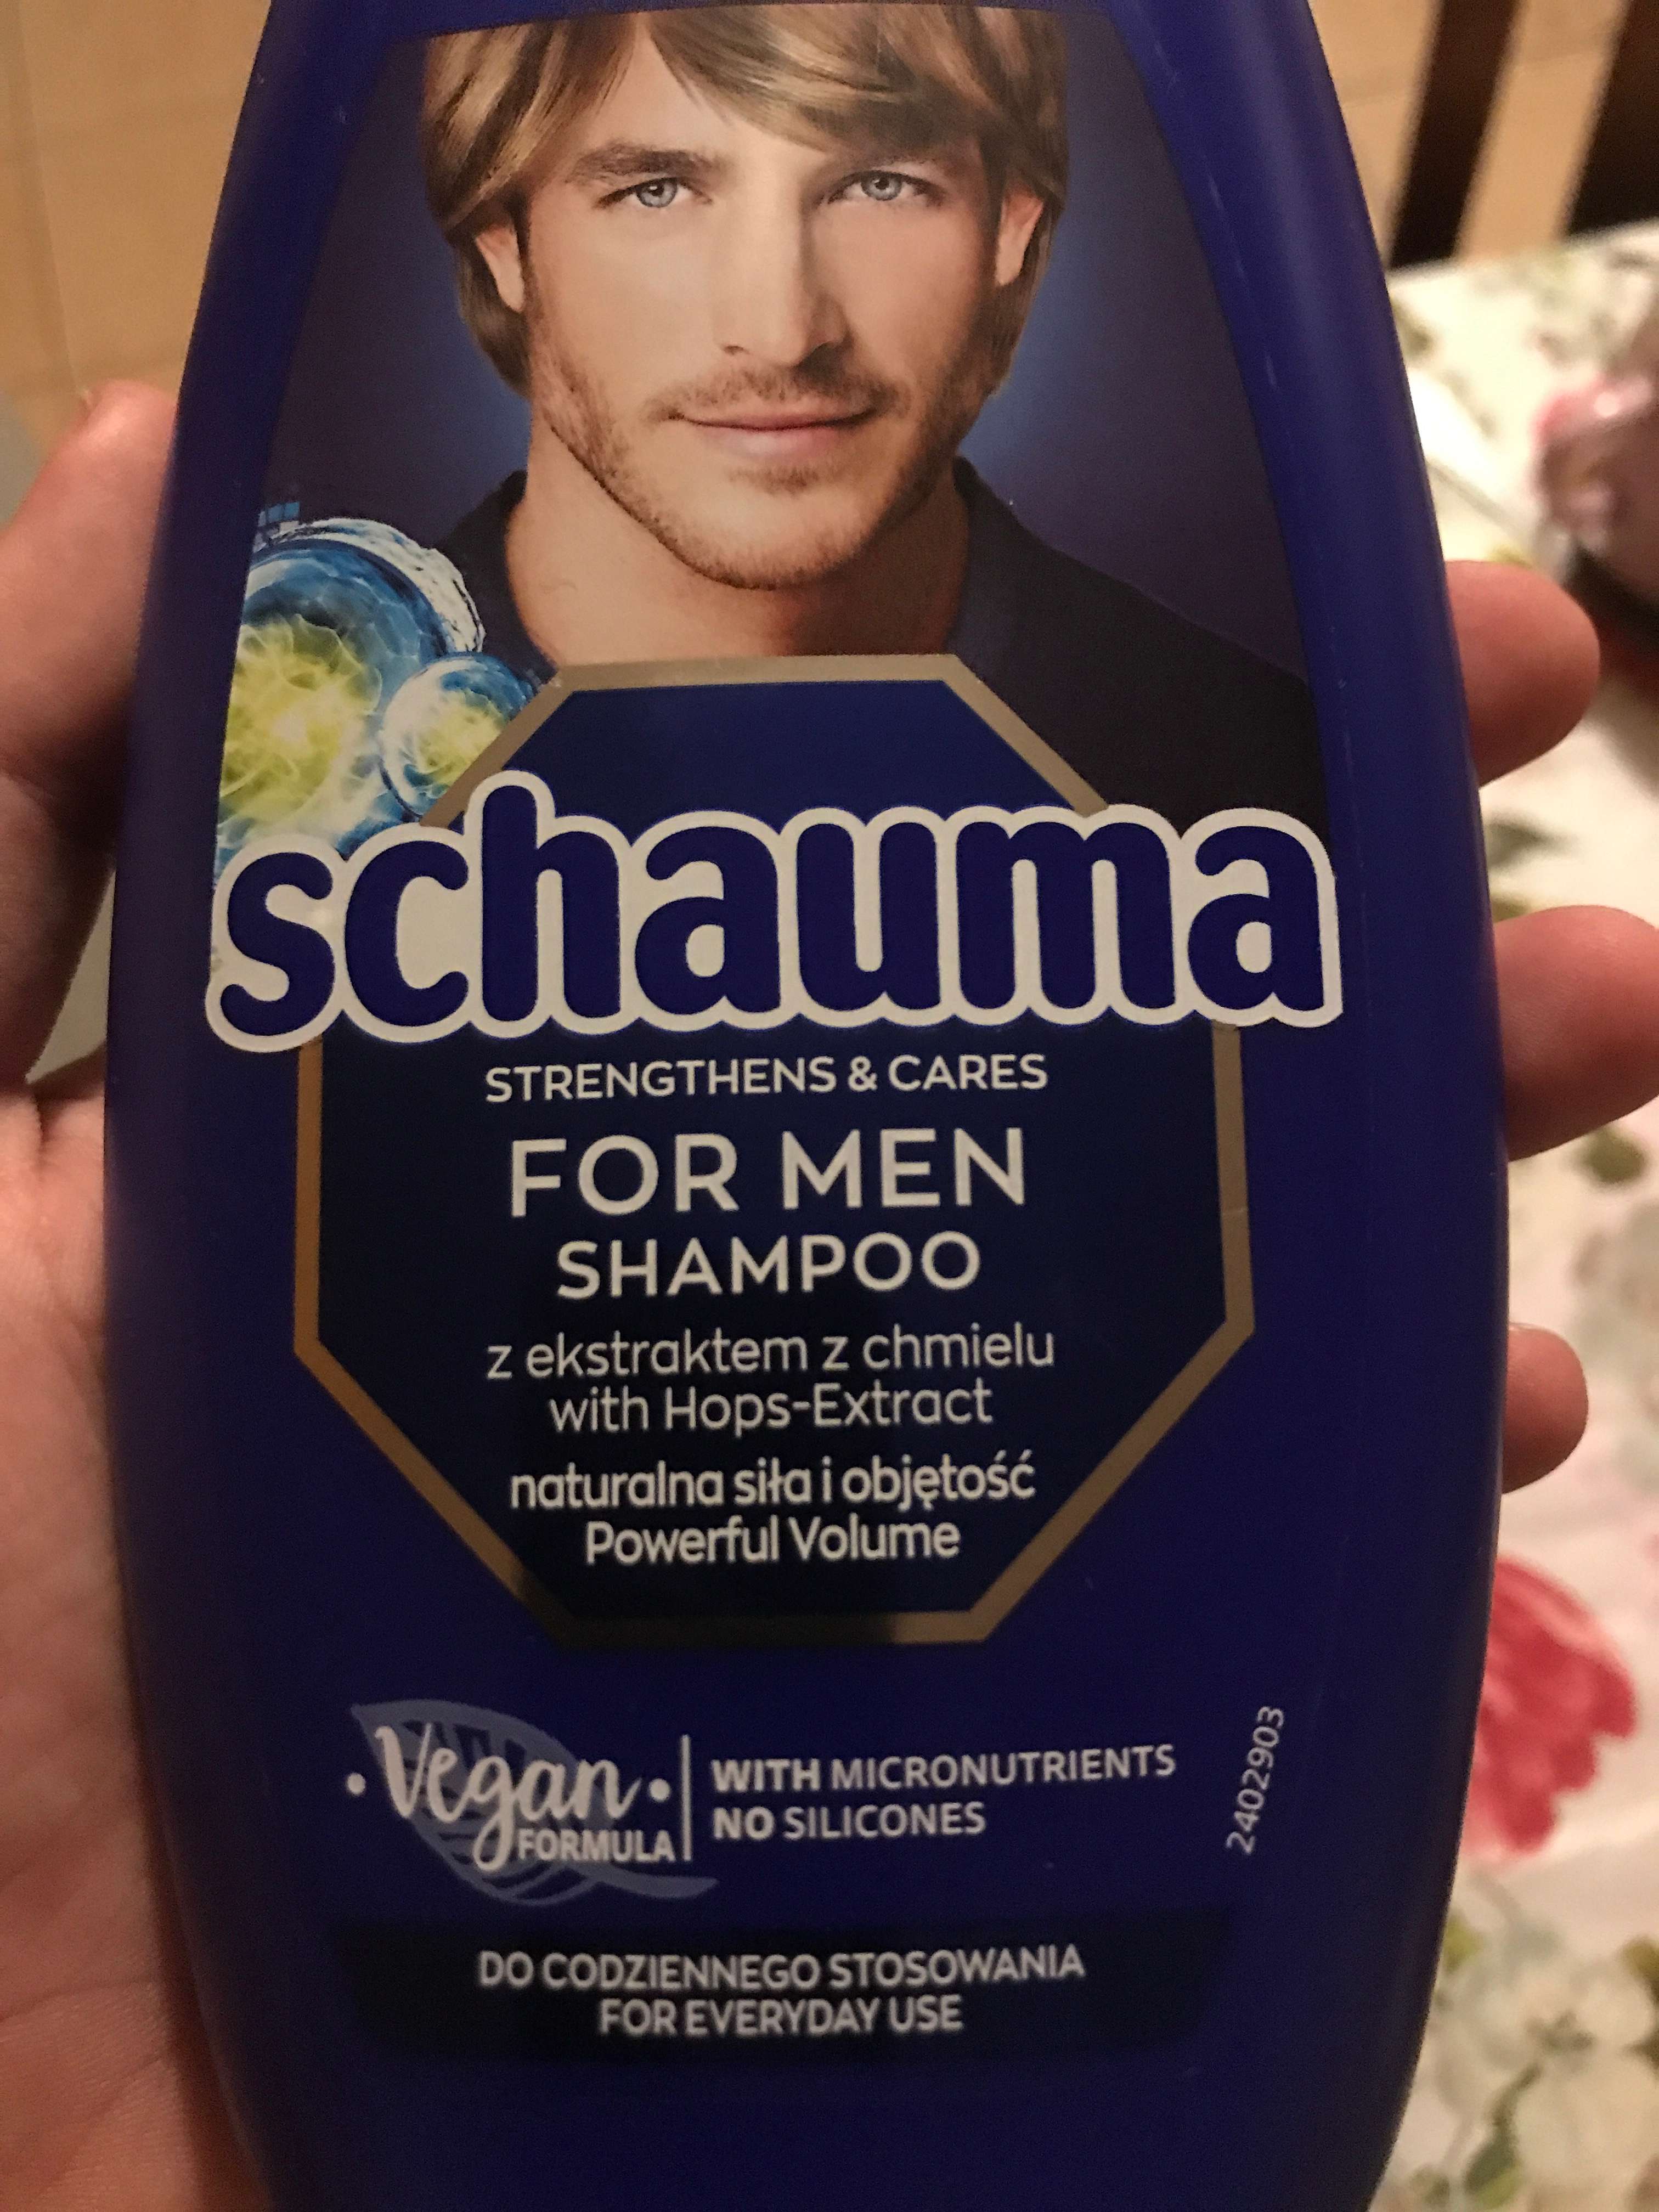 schauma
STRENGTHENS & CARES
FOR MEN
SHAMPOO
z ekstraktem z chmielu
with Hops-Extract
naturalna siła i objętość
Powerful Volume
Vegan
FORMULA
WITH MICRONUTRIENTS
NO SILICONES
2402903
DO CODZIENNEGO STOSOWANIA
FOR EVERYDAY USE